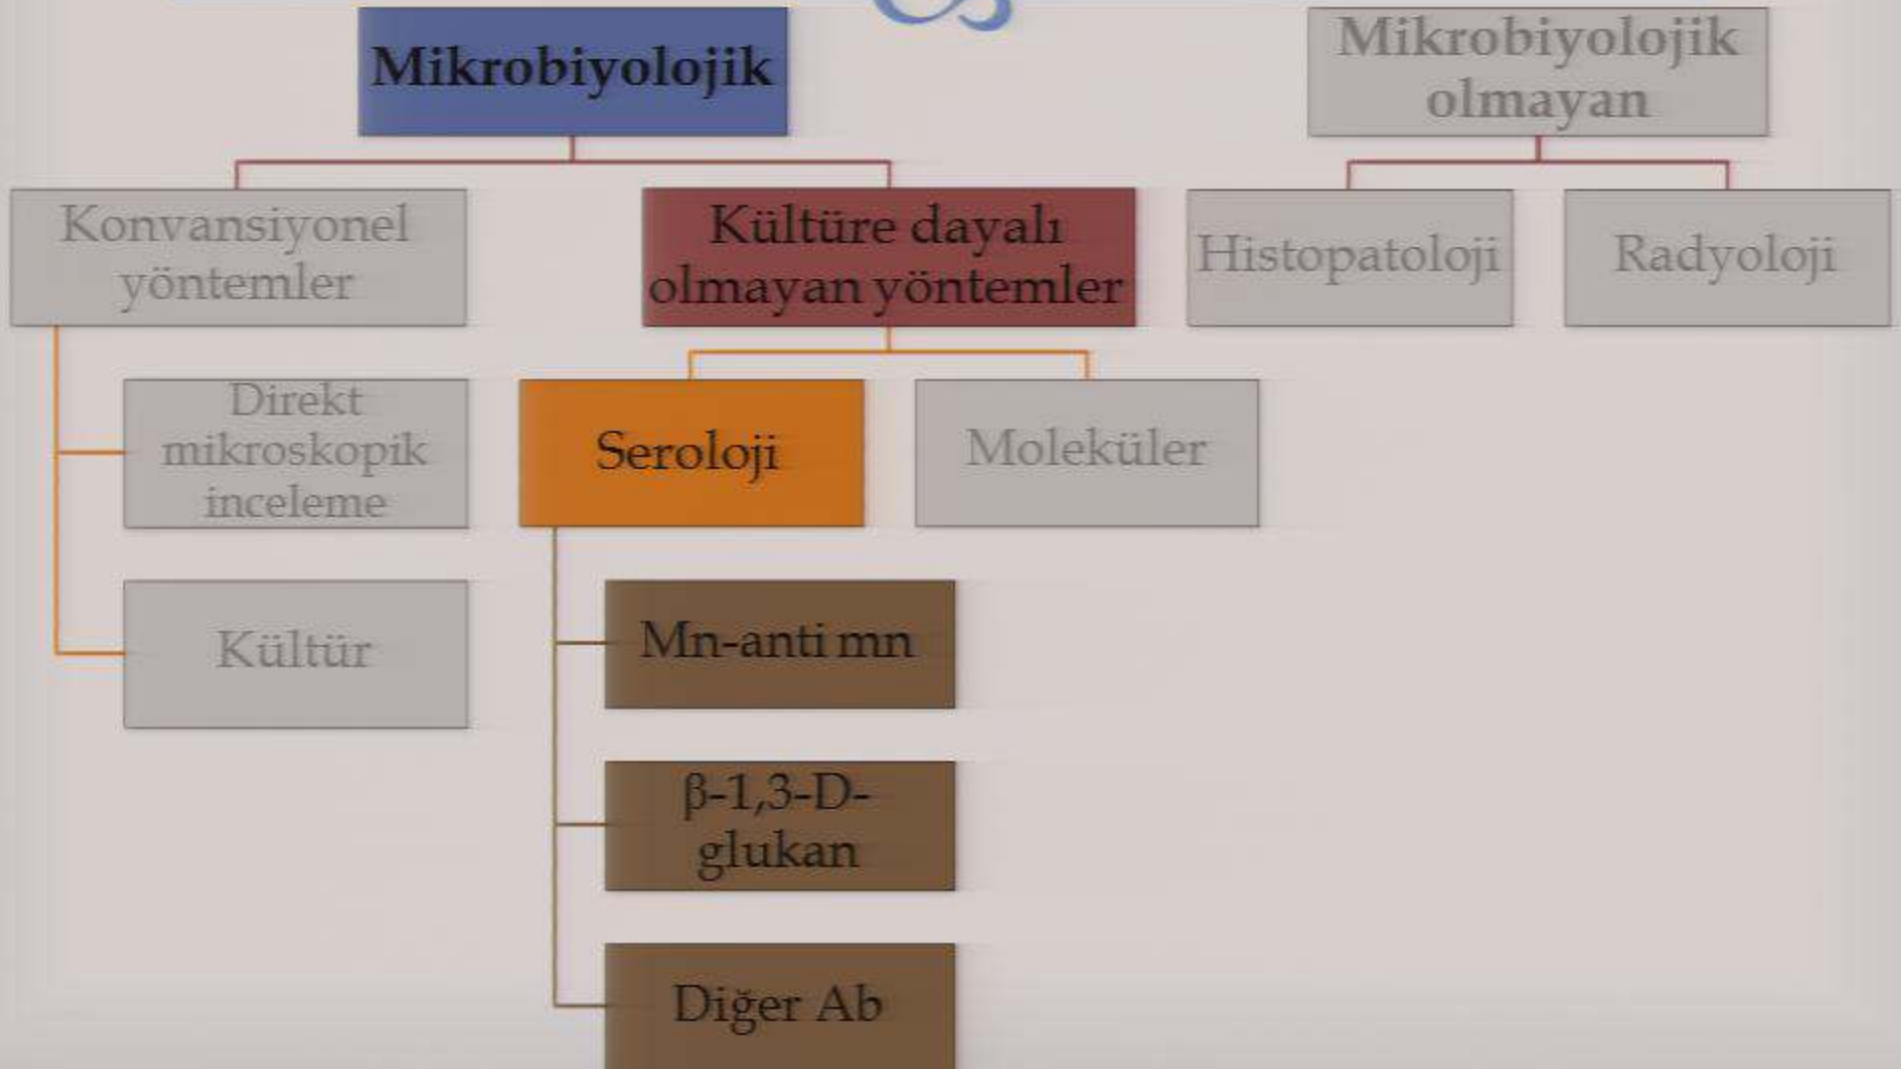 Mikrobiyolojik
Mikrobiyolojik
olmayan
Konvansiyonel
yöntemler
Kültüre dayalı
olmayan yöntemler
Histopatoloji
Radyoloji
Direkt
mikroskopik
inceleme
Seroloji
Moleküler
Kültür
Mn-anti mn
β-1,3-D-
glukan
Diğer Ab